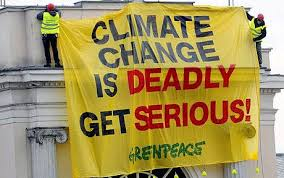 CLIMATE
CHANGE
IS DEADLY
GET SERIOUS!
GREENPEACE